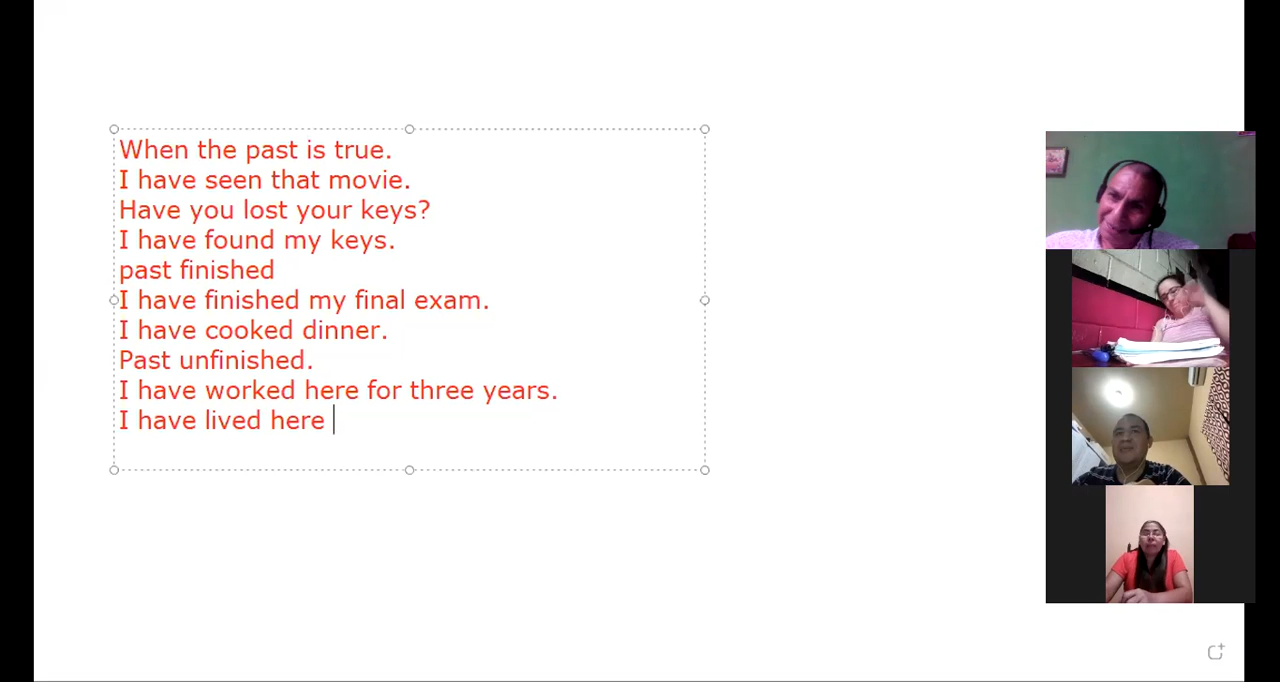 When the past is true.
I have seen that movie.
Have you lost your keys?
I have found my keys.
past finished
I have finished my final exam.
I have cooked dinner.
Past unfinished.
I have worked here for three years.
I have lived here